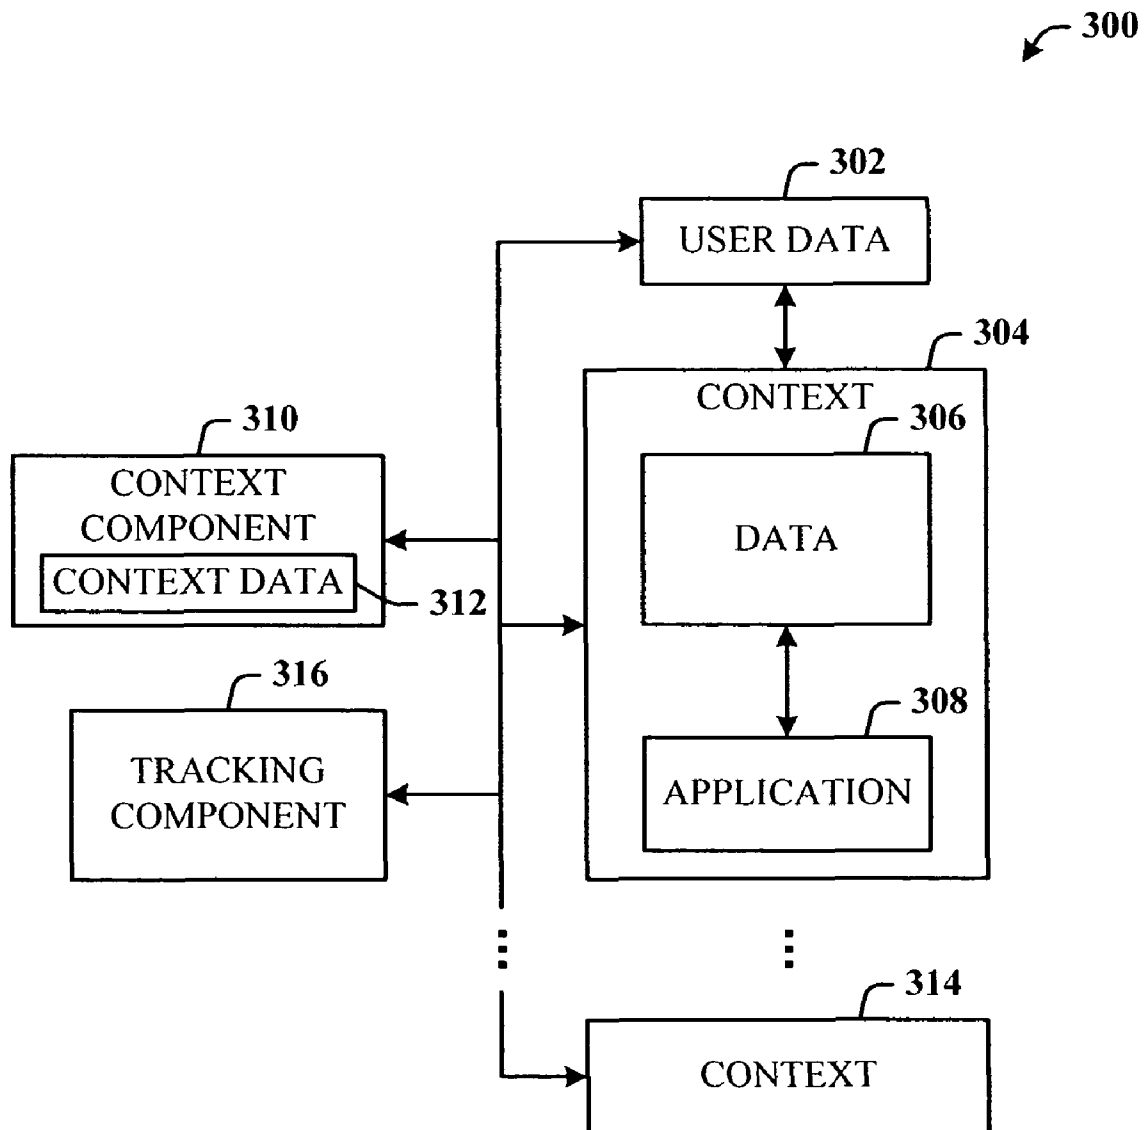 300
302
USER DATA
304
CONTEXT
306
DATA
308
APPLICATION
310
CONTEXT
COMPONENT
CONTEXT DATA
312
316
TRACKING
COMPONENT
314
CONTEXT